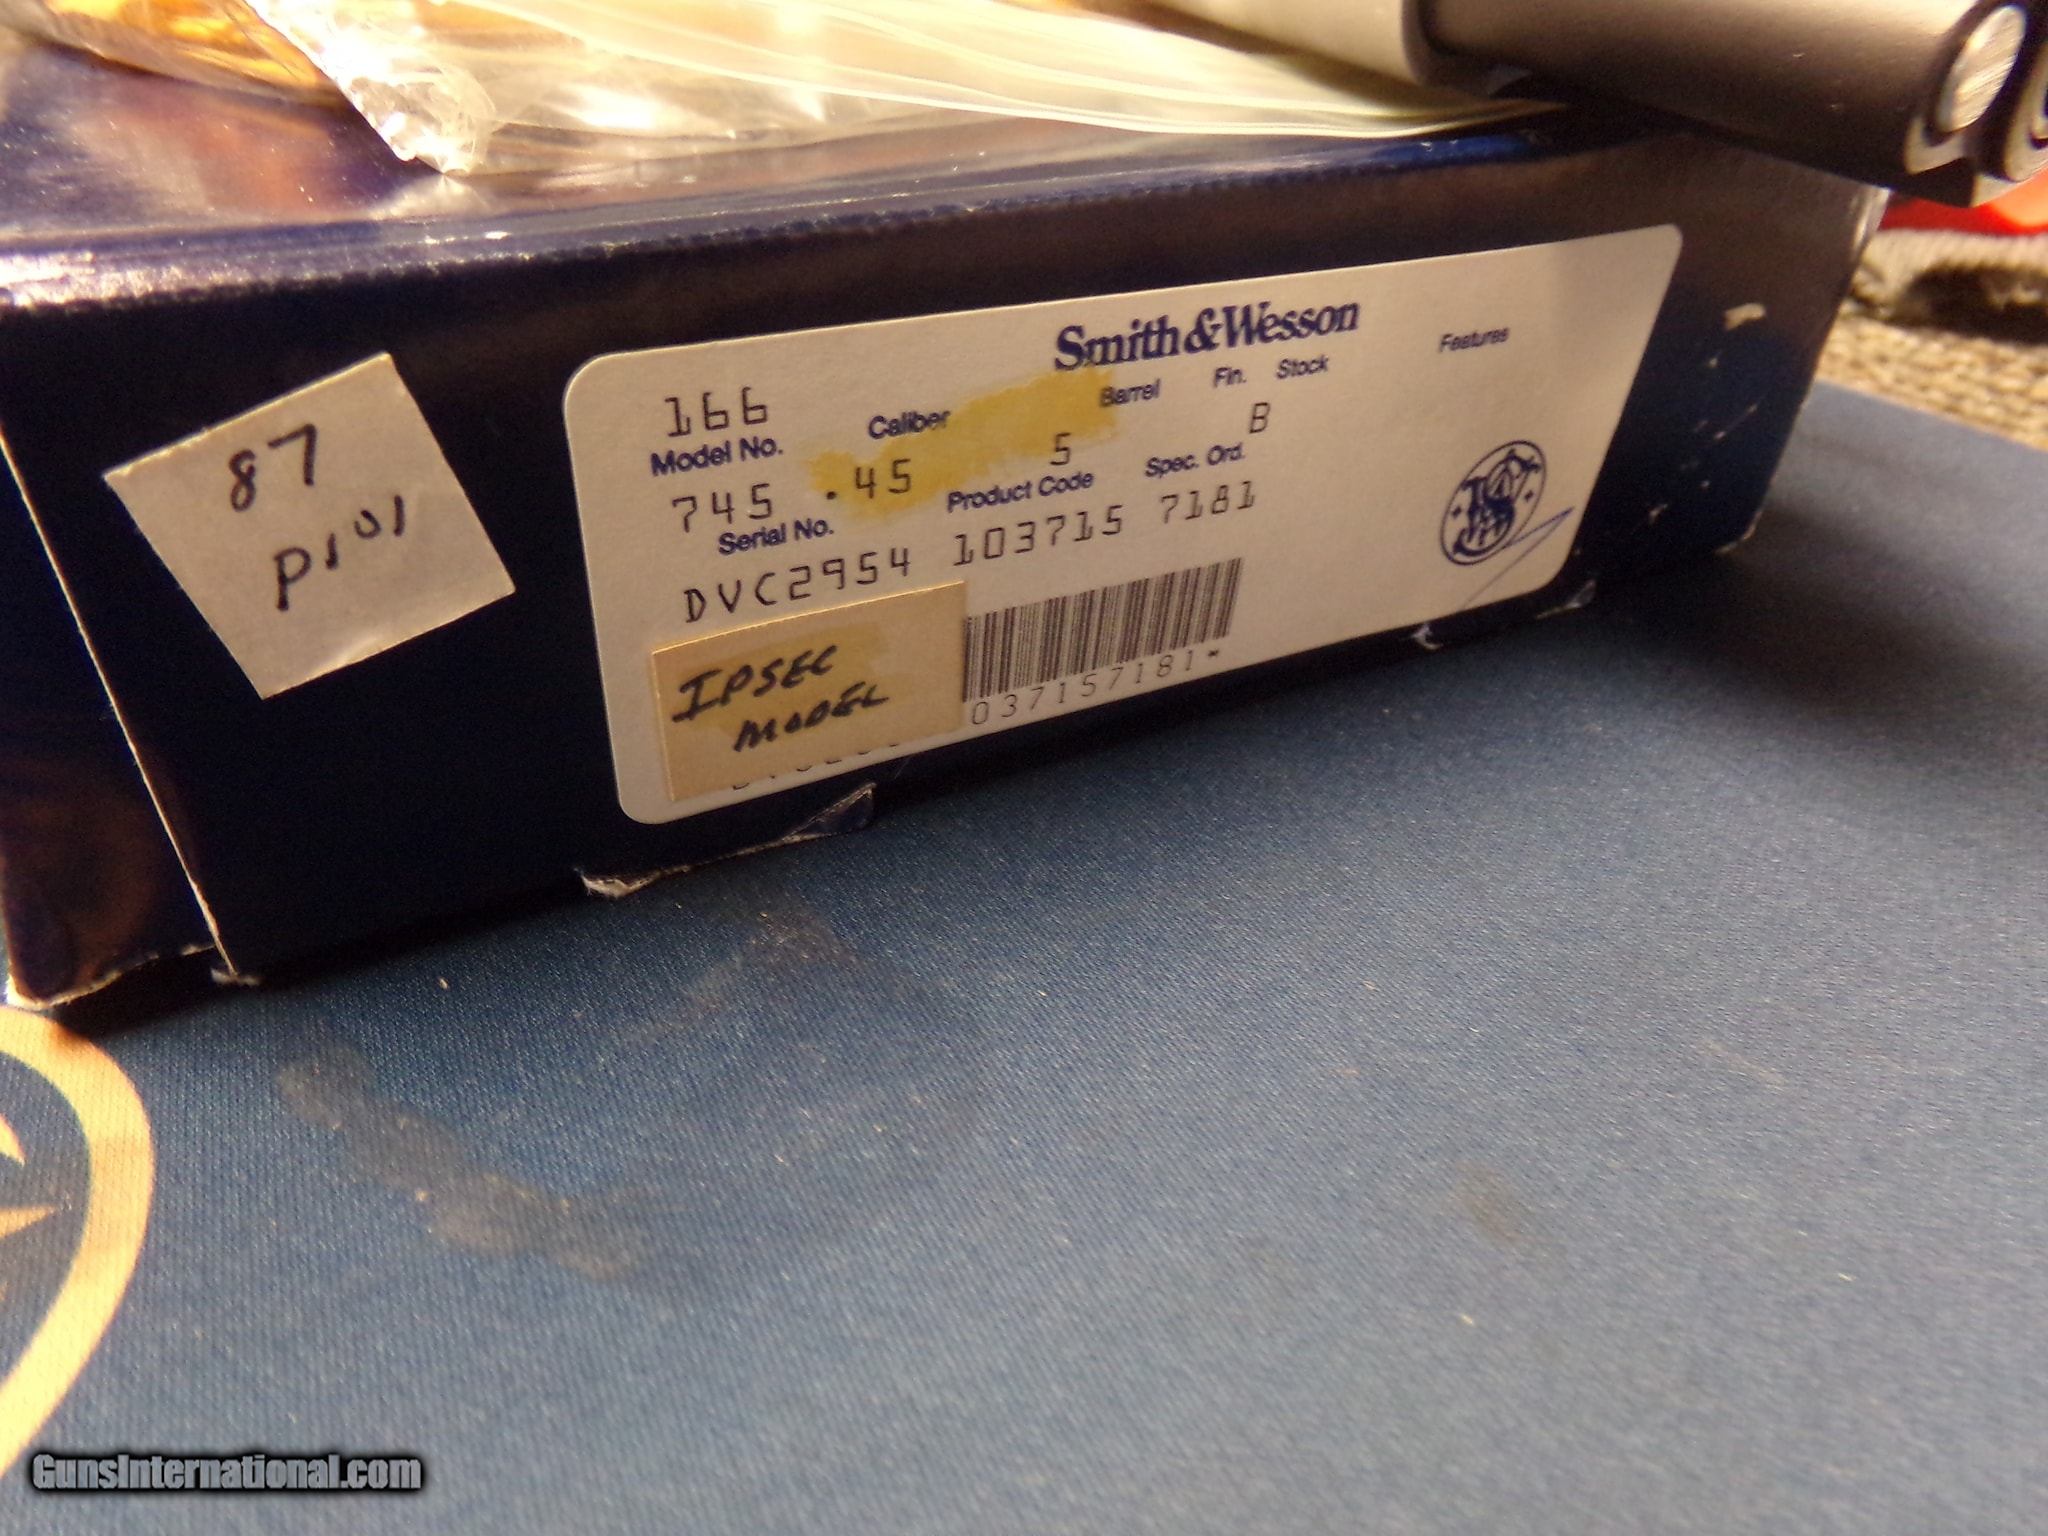 87
P1101
Smith & Wesson
166
Model No. Caliber Barrel Fin. Stock Features
745 .45 5 B
Serial No. Product Code Spec. Ord.
DVC2954 103715 7181
IPSEC
MODEL
037157181*
GunsInternational.com